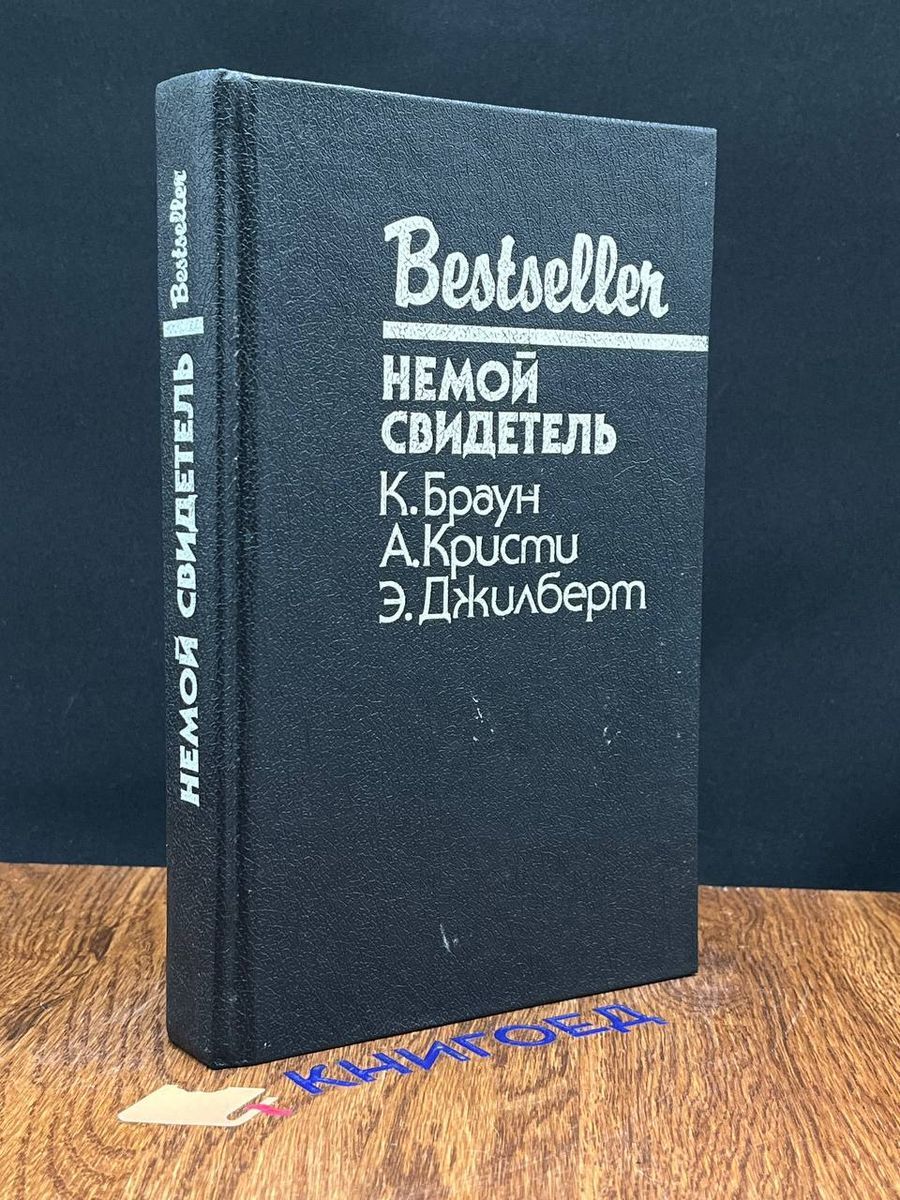 Bestseller
НЕМОЙ СВИДЕТЕЛЬ
Bestseller
НЕМОЙ
СВИДЕТЕЛЬ
К. Браун
А. Кристи
Э. Джилберт
КНИГОЕД